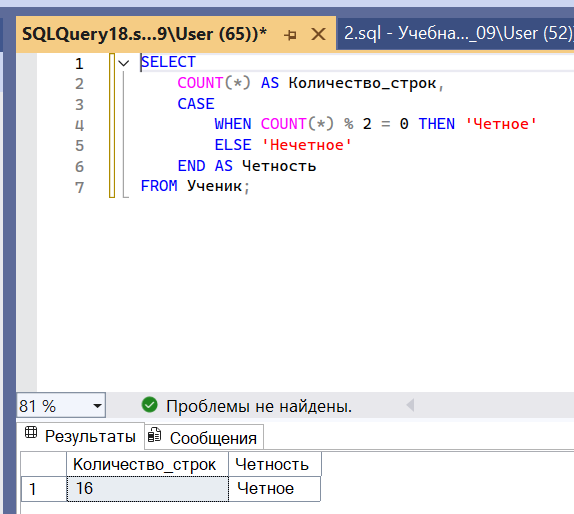 SQLQuery18.s...9\User (65))*
2.sql - Учебна..._09\User (52)
1 SELECT
2 COUNT(*) AS Количество_строк,
3 CASE
4 WHEN COUNT(*) % 2 = 0 THEN 'Четное'
5 ELSE 'Нечетное'
6 END AS Четность
7 FROM Ученик;
81 %
Проблемы не найдены.
Результаты
Сообщения
Количество_строк Четность
1 16 Четное